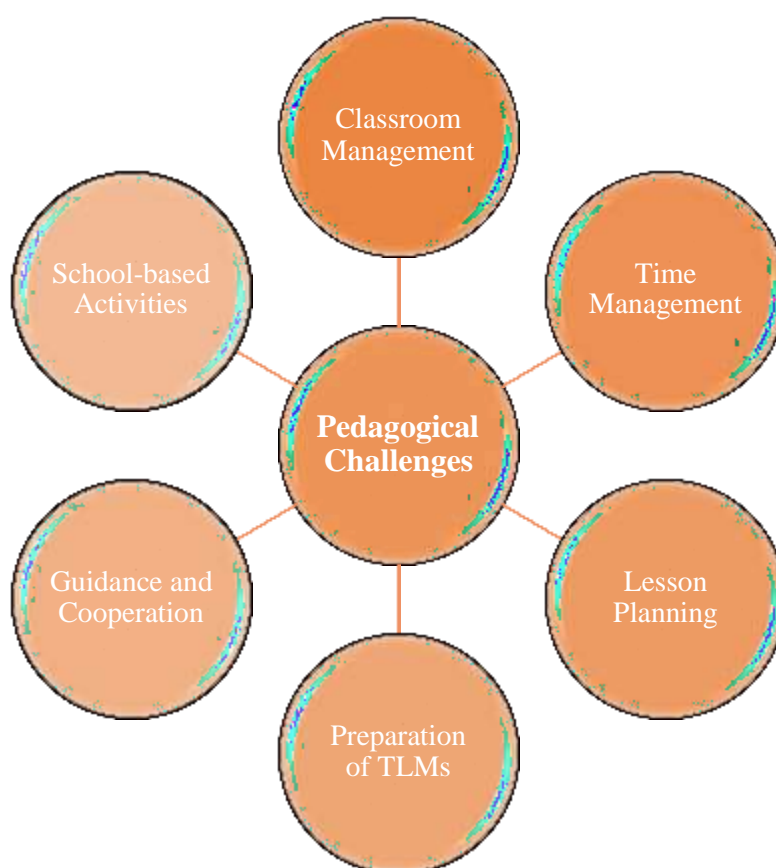 Classroom
Management
School-based
Activities
Time
Management
Pedagogical
Challenges
Guidance and
Cooperation
Lesson
Planning
Preparation
of TLMs